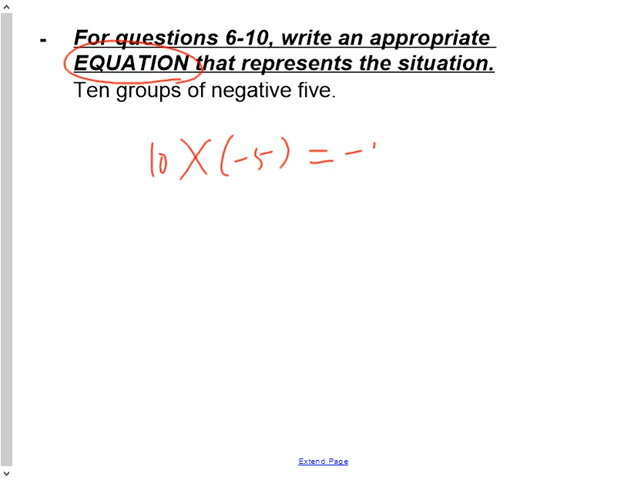 - For questions 6-10, write an appropriate
EQUATION that represents the situation.
Ten groups of negative five.
10 X (-5) = -
Extend Page